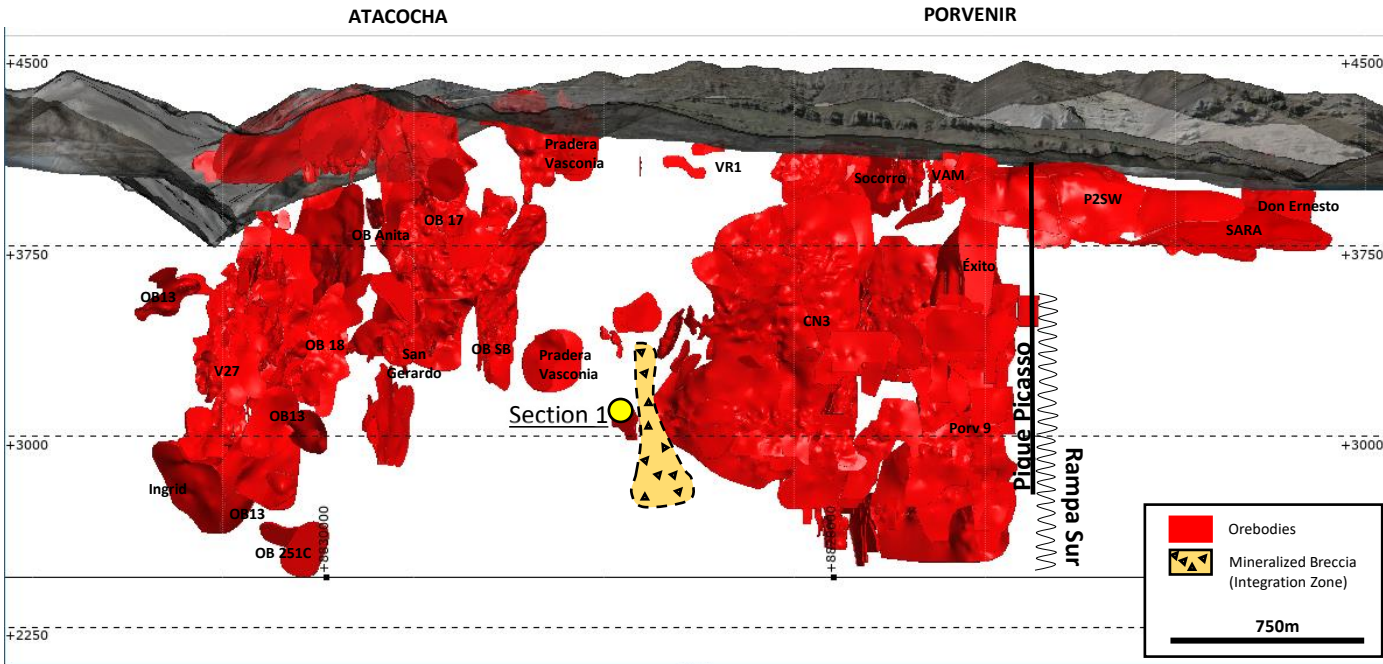 ATACOCHA
PORVENIR
+4500
+4500
Pradera
Vasconia
VR1
Socorro
VAM
P2SW
Don Ernesto
SARA
OB 17
OB Anita
+3750
+3750
Éxito
OB13
CN3
OB 18
San
Gerardo
OB SB
Pradera
Vasconia
V27
OB13
Section 1
+3000
+3000
Porv 9
Pique Picasso
Rampa Sur
Ingrid
OB13
OB 251C
+2250
Orebodies
Mineralized Breccia
(Integration Zone)
750m